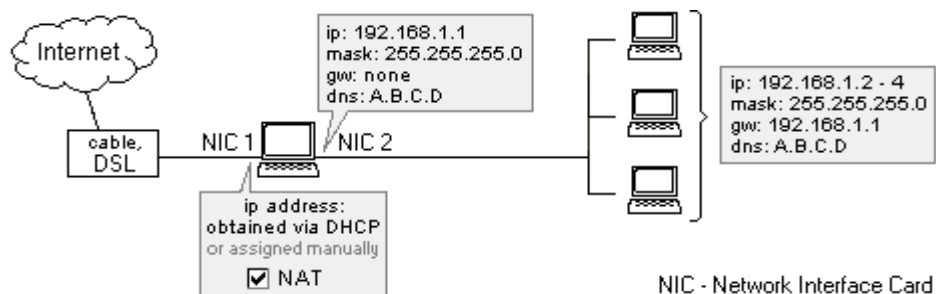 Internet
cable,
DSL
NIC 1
NIC 2
ip: 192.168.1.1
mask: 255.255.255.0
gw: none
dns: A.B.C.D
ip address:
obtained via DHCP
or assigned manually
NAT
ip: 192.168.1.2 - 4
mask: 255.255.255.0
gw: 192.168.1.1
dns: A.B.C.D
NIC - Network Interface Card